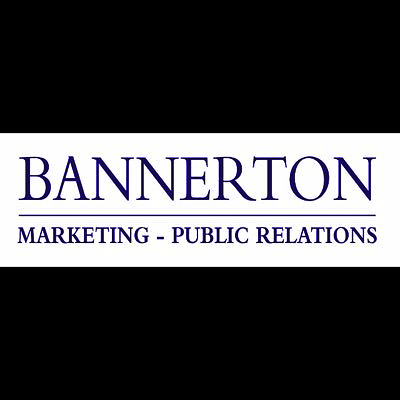 BANNERTON
MARKETING - PUBLIC RELATIONS